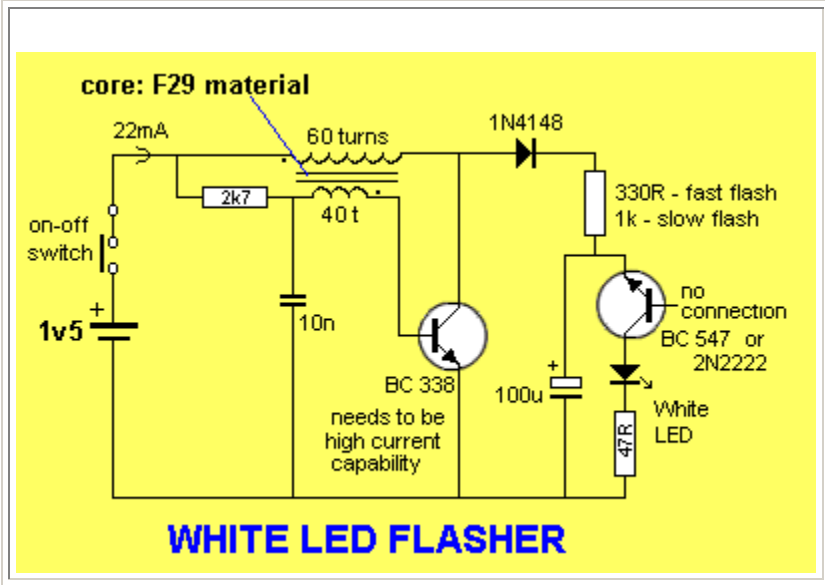 core: F29 material
22mA
60 turns
1N4148
2k7
40 t
330R - fast flash
1k - slow flash
on-off
switch
+
1v5
10n
no
connection
BC 547 or
2N2222
BC 338
needs to be
high current
capability
+
100u
White
LED
47R
WHITE LED FLASHER